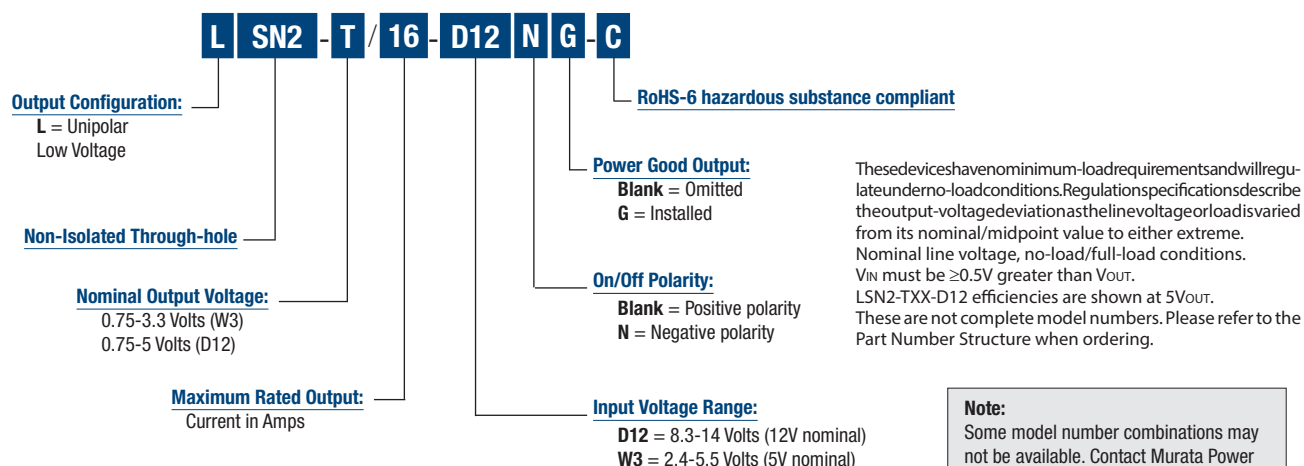 L SN2 - T / 16 - D12 N G - C
RoHS-6 hazardous substance compliant
Output Configuration:
L = Unipolar
Low Voltage
Power Good Output:
Blank = Omitted
G = Installed
Non-Isolated Through-hole
On/Off Polarity:
Blank = Positive polarity
N = Negative polarity
Nominal Output Voltage:
0.75-3.3 Volts (W3)
0.75-5 Volts (D12)
Maximum Rated Output:
Current in Amps
Input Voltage Range:
D12 = 8.3-14 Volts (12V nominal)
W3 = 2.4-5.5 Volts (5V nominal)
Thesedeviceshavenominimum-loadrequirementsandwillregu-
lateunderno-loadconditions.Regulationspecificationsdescribe
theoutput-voltagedeviationasthelinevoltageorloadisvaried
from its nominal/midpoint value to either extreme.
Nominal line voltage, no-load/full-load conditions.
VIN must be ≥0.5V greater than VOUT.
LSN2-TXX-D12 efficiencies are shown at 5VOUT.
These are not complete model numbers. Please refer to the
Part Number Structure when ordering.
Note:
Some model number combinations may
not be available. Contact Murata Power